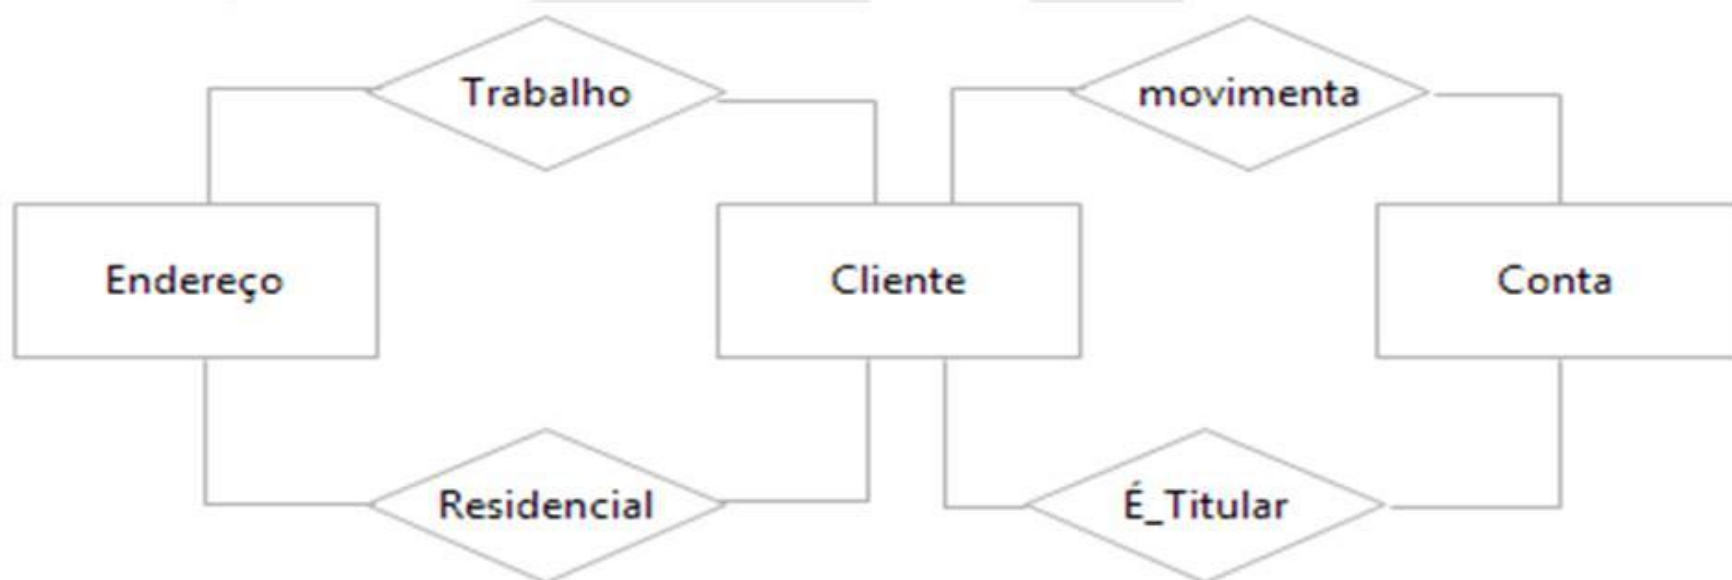 Trabalho
movimenta
Endereço
Cliente
Conta
Residencial
É_Titular